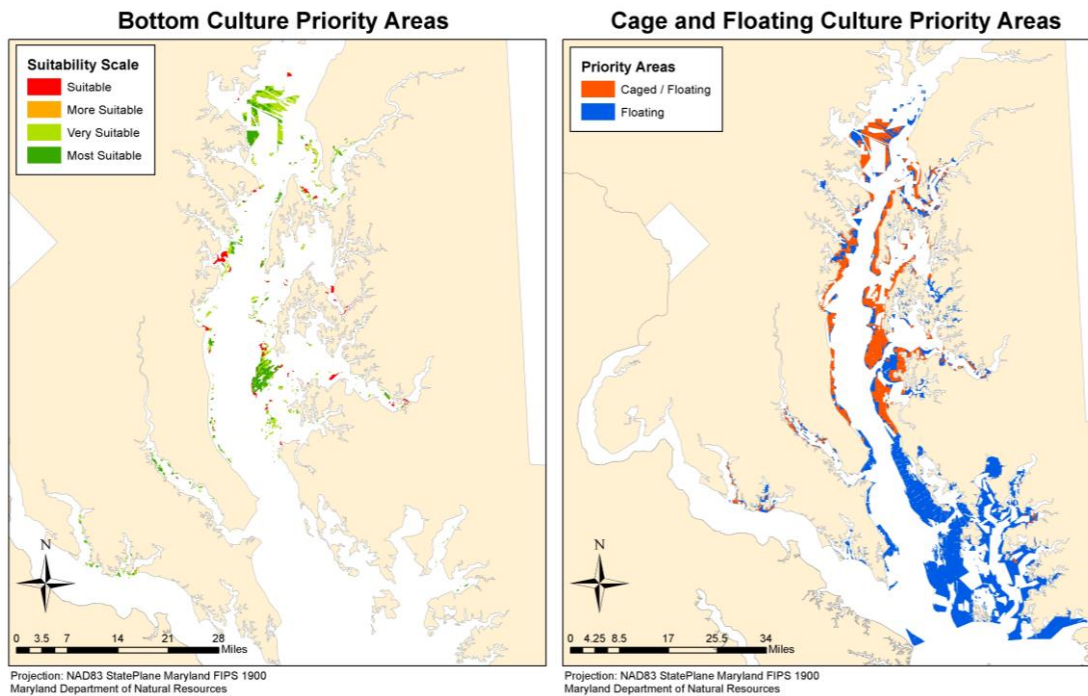 Bottom Culture Priority Areas
Suitability Scale
Suitable
More Suitable
Very Suitable
Most Suitable
N
0 3.5 7 14 21 28
Miles
Projection: NAD83 StatePlane Maryland FIPS 1900
Maryland Department of Natural Resources
Cage and Floating Culture Priority Areas
Priority Areas
Caged / Floating
Floating
N
0 4.25 8.5 17 25.5 34
Miles
Projection: NAD83 StatePlane Maryland FIPS 1900
Maryland Department of Natural Resources